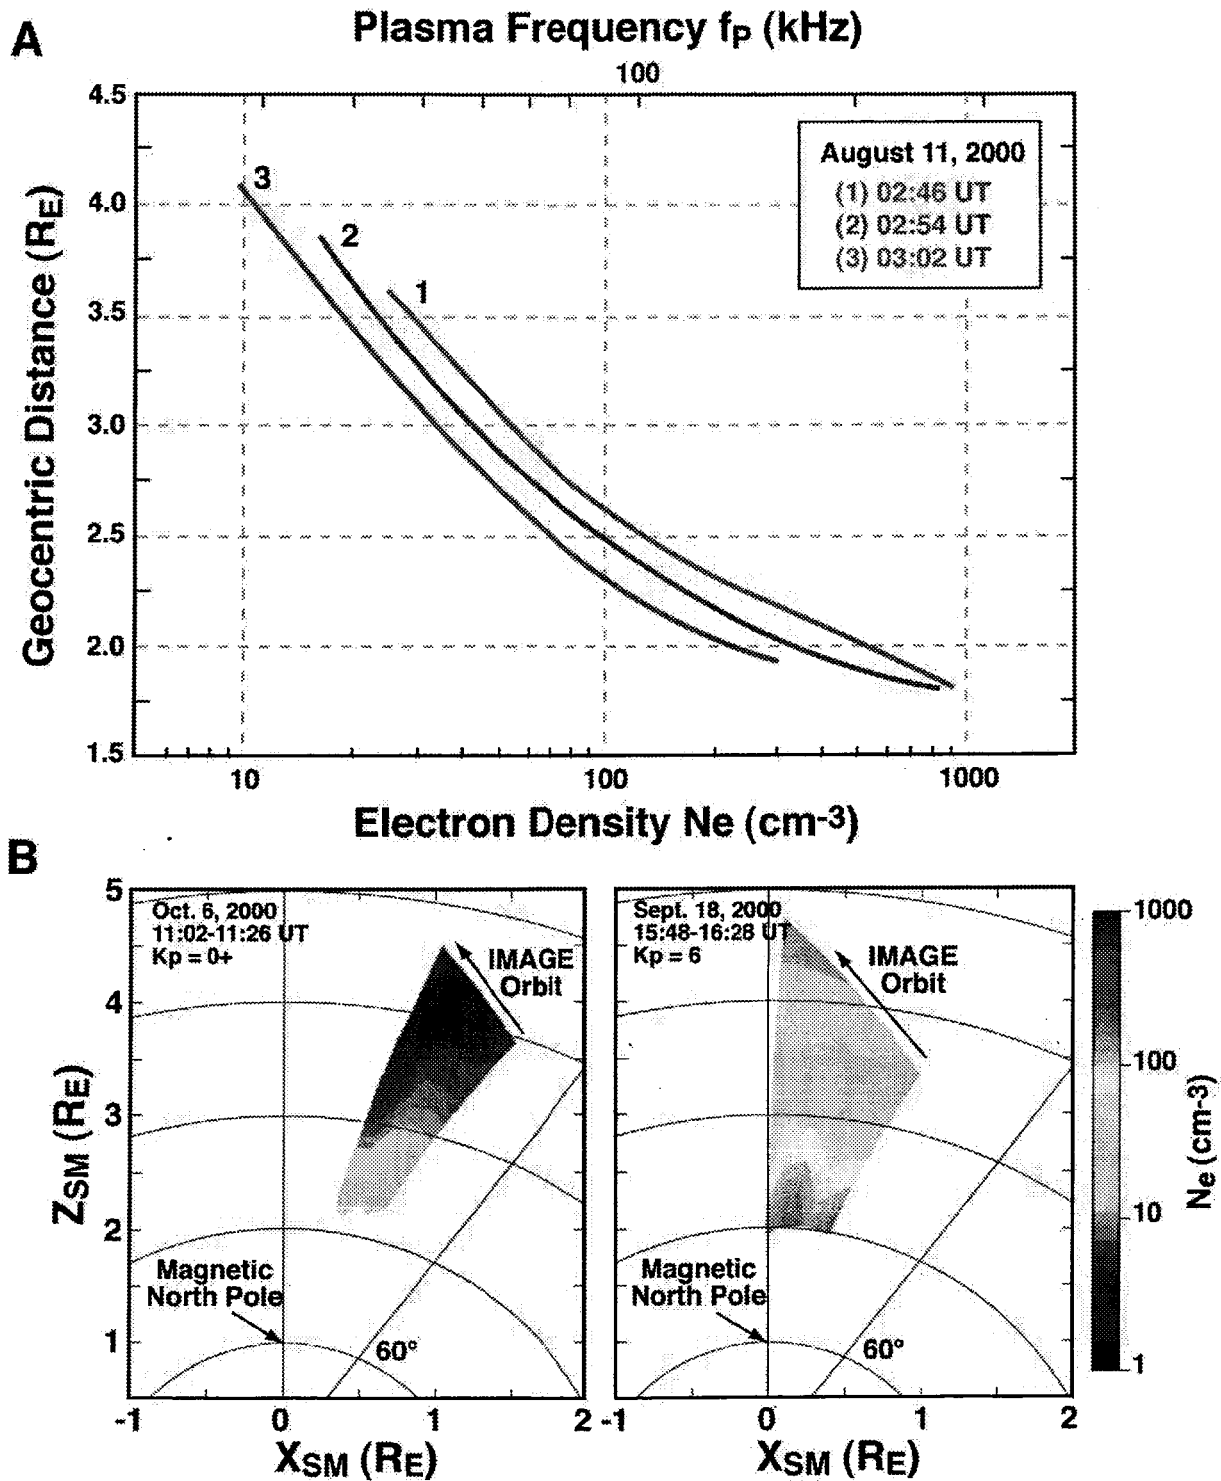 A
Plasma Frequency fP (kHz)
100
4.5
4.0
3.5
3.0
2.5
2.0
1.5
Geocentric Distance (RE)
3
2
1
August 11, 2000
(1) 02:46 UT
(2) 02:54 UT
(3) 03:02 UT
10
100
1000
Electron Density Ne (cm-3)
B
5
4
3
2
1
ZSM (RE)
Oct. 6, 2000
11:02-11:26 UT
Kp = 0+
IMAGE
Orbit
Magnetic
North Pole
60°
-1
0
1
2
XSM (RE)
Sept. 18, 2000
15:48-16:28 UT
Kp = 6
IMAGE
Orbit
Magnetic
North Pole
60°
-1
0
1
2
XSM (RE)
1000
100
10
1
Ne (cm-3)